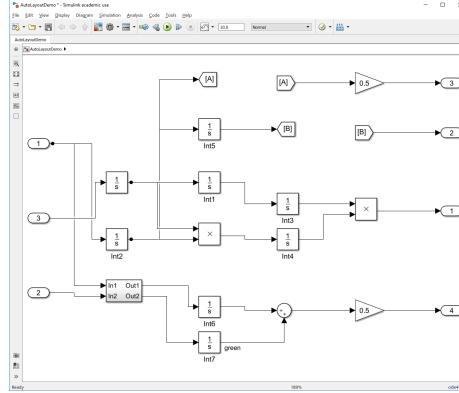 AutoLayoutDemo * - Simulink academic use
File Edit View Display Diagram Simulation Analysis Code Tools Help
10.0 Normal
AutoLayoutDemo
AutoLayoutDemo
[A] [A] 0.5 3
1/s Int5 [B] [B] 2
1
1/s 1/s Int1 1/s Int3 × 1
3
1/s Int2 × 1/s Int4
2 In1 Out1
In2 Out2
1/s Int6 + + 0.5 4
1/s Int7 green
Ready 100% ode4